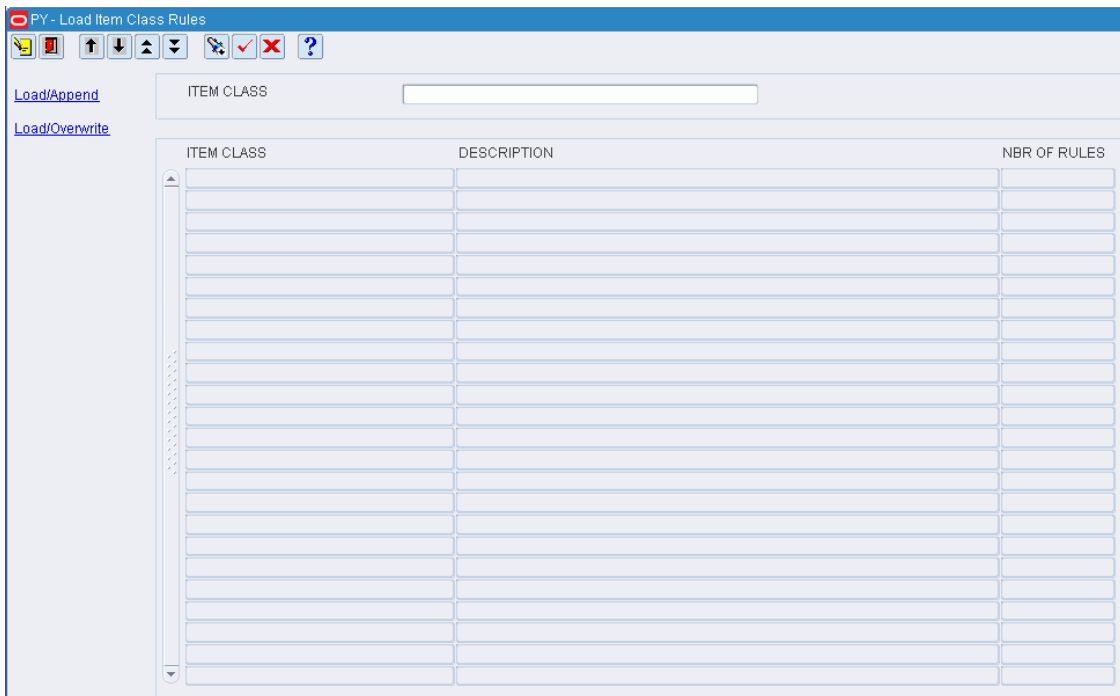 PY - Load Item Class Rules
?
Load/Append
ITEM CLASS
Load/Overwrite
ITEM CLASS DESCRIPTION NBR OF RULES